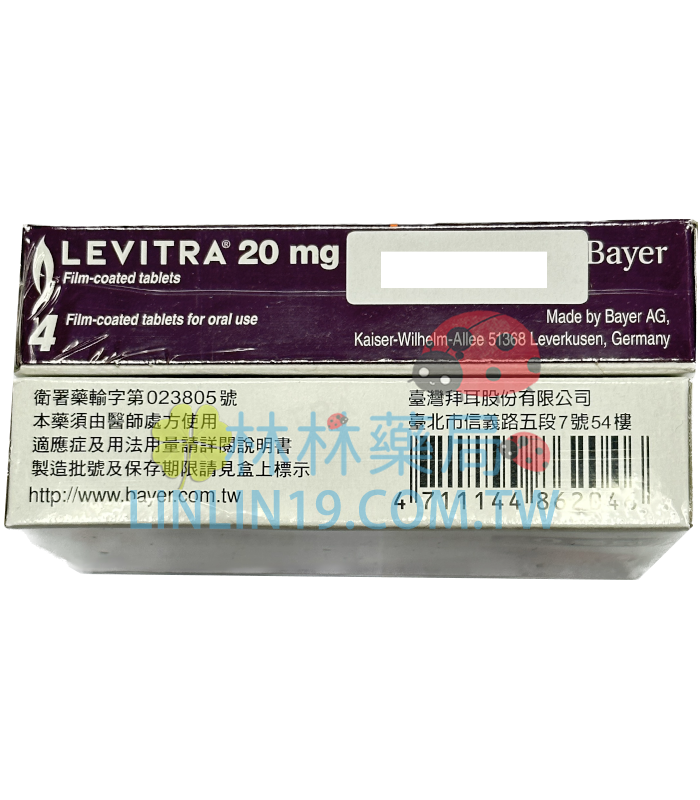 LEVITRA® 20 mg
Film-coated tablets
Bayer
4 Film-coated tablets for oral use
Made by Bayer AG,
Kaiser-Wilhelm-Allee 51368 Leverkusen, Germany
衛署藥輸字第023805號
本藥須由醫師處方使用
適應症及用法用量請詳閱說明書
製造批號及保存期限請見盒上標示
http://www.bayer.com.tw
臺灣拜耳股份有限公司
臺北市信義路五段7號54樓
4 711144 862043
林林藥局
LINLIN19.COM.TW